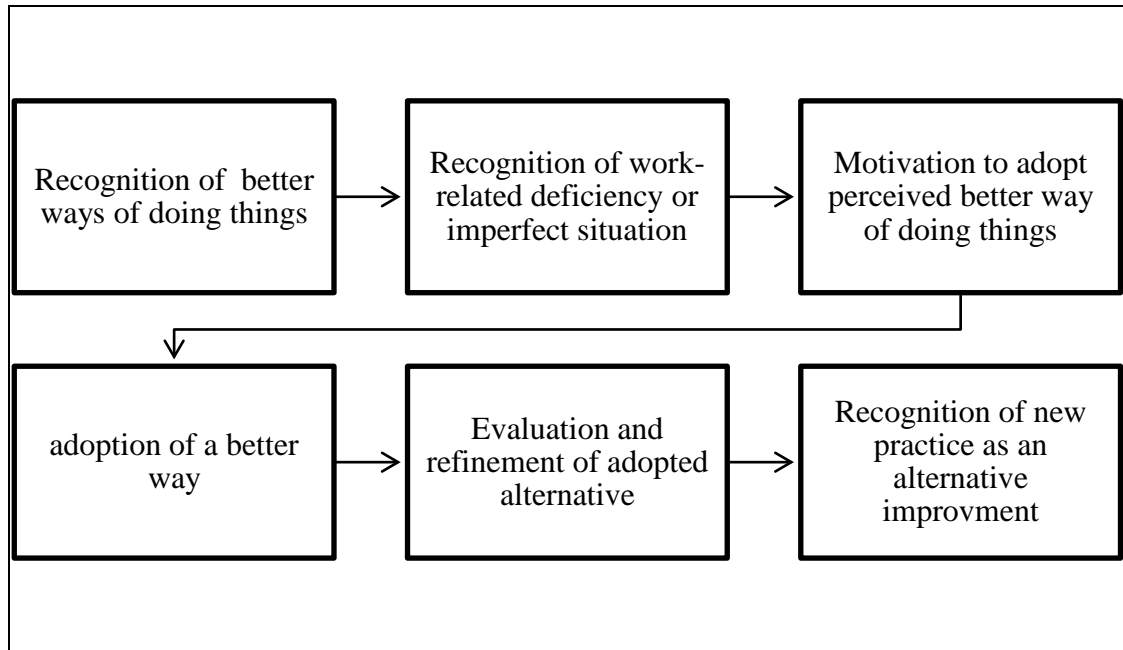 Recognition of better
ways of doing things
Recognition of work-
related deficiency or
imperfect situation
Motivation to adopt
perceived better way
of doing things
adoption of a better
way
Evaluation and
refinement of adopted
alternative
Recognition of new
practice as an
alternative
improvment